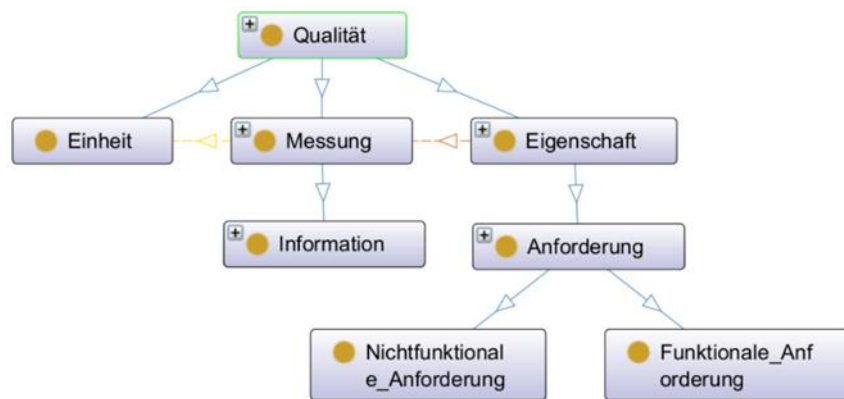 Qualität
Einheit
Messung
Eigenschaft
Information
Anforderung
Nichtfunktional
e_Anforderung
Funktionale_Anf
orderung